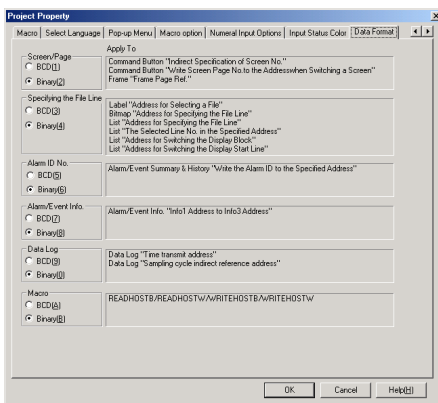 Project Property
Macro | Select Language | Pop-up Menu | Macro option | Numeral Input Options | Input Status Color | Data Format
Apply To
Screen/Page
BCD(1)
Binary(2)
Command Button "Indirect Specification of Screen No."
Command Button "Write Screen Page No.to the Addresswhen Switching a Screen"
Frame "Frame Page Ref."
Specifying the File Line
BCD(3)
Binary(4)
Label "Address for Selecting a File"
Bitmap "Address for Specifying the File Line"
List "Address for Specifying the File Line"
List "The Selected Line No. in the Specified Address"
List "Address for Switching the Display Block"
List "Address for Switching the Display Start Line"
Alarm ID No.
BCD(5)
Binary(6)
Alarm/Event Summary & History "Write the Alarm ID to the Specified Address"
Alarm/Event Info.
BCD(7)
Binary(8)
Alarm/Event Info. "Info1 Address to Info3 Address"
Data Log
BCD(9)
Binary(0)
Data Log "Time transmit address"
Data Log "Sampling cycle indirect reference address"
Macro
BCD(A)
Binary(B)
READHOSTB/READHOSTW/WRITEHOSTB/WRITEHOSTW
OK
Cancel
Help(H)